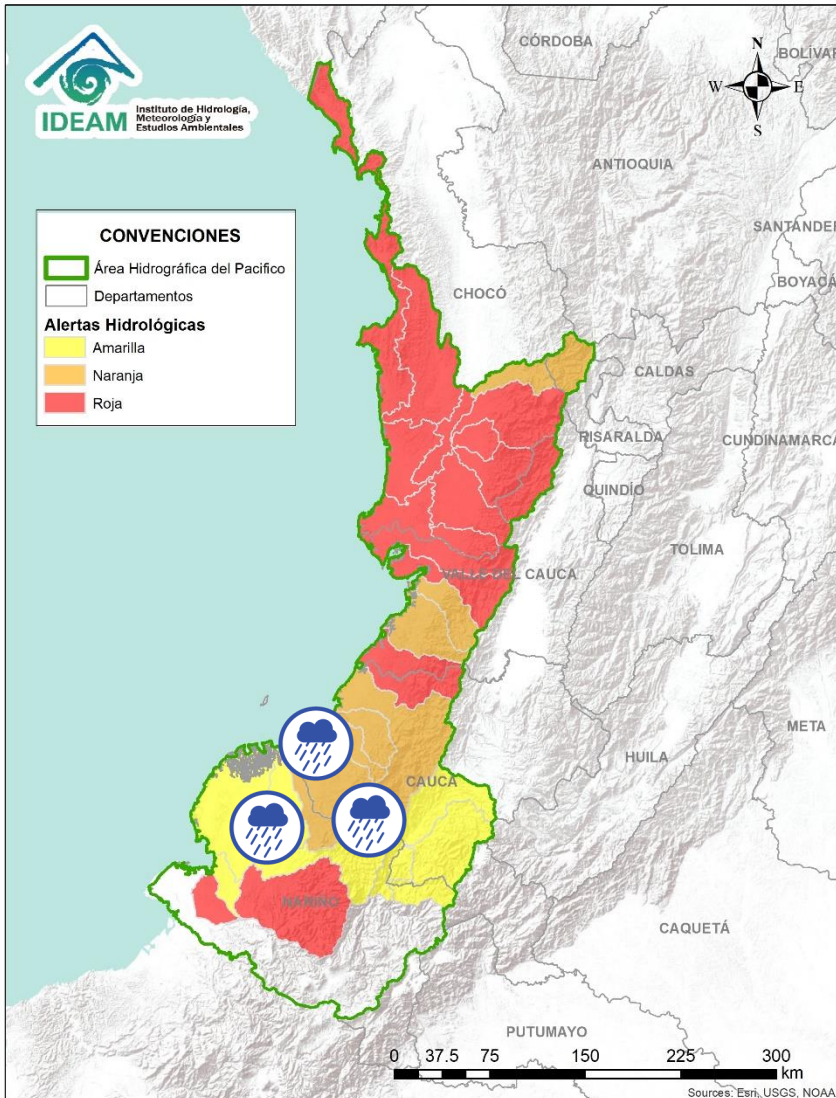 IDEAM
Instituto de Hidrología,
Meteorología y
Estudios Ambientales
CÓRDOBA
BOLÍVAR
N
W
E
S
ANTIOQUIA
SANTANDER
BOYACÁ
CONVENCIONES
Área Hidrográfica del Pacifico
Departamentos
Alertas Hidrológicas
Amarilla
Naranja
Roja
CHOCÓ
CALDAS
RISARALDA
CUNDINAMARCA
QUINDÍO
TOLIMA
VALLE DEL CAUCA
META
HUILA
CAUCA
NARIÑO
CAQUETÁ
PUTUMAYO
0 37.5 75 150 225 300
km
Sources: Esri, USGS, NOAA